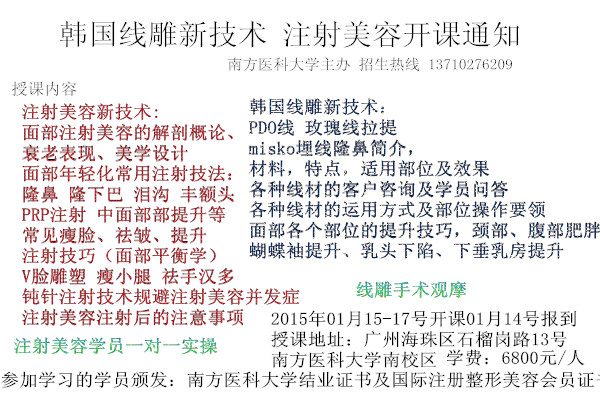 韩国线雕新技术 注射美容开课通知
南方医科大学主办 招生热线 13710276209
授课内容
注射美容新技术:
面部注射美容的解剖概论、
衰老表现、美学设计
面部年轻化常用注射技法:
隆鼻 隆下巴 泪沟 丰额头
PRP注射 中面部部提升等
常见瘦脸、祛皱、提升
注射技巧（面部平衡学）
V脸雕塑 瘦小腿 祛手汉多
钝针注射技术规避注射美容并发症
注射美容注射后的注意事项
注射美容学员一对一实操
韩国线雕新技术:
PDO线 玫瑰线拉提
misko埋线隆鼻简介,
材料，特点。适用部位及效果
各种线材的客户咨询及学员问答
各种线材的运用方式及部位操作要领
面部各个部位的提升技巧，颈部、腹部肥胖
蝴蝶袖提升、乳头下陷、下垂乳房提升
线雕手术观摩
2015年01月15-17号开课01月14号报到
授课地址: 广州海珠区石榴岗路13号
南方医科大学南校区 学费: 6800元/人
参加学习的学员颁发: 南方医科大学结业证书及国际注册整形美容会员证书